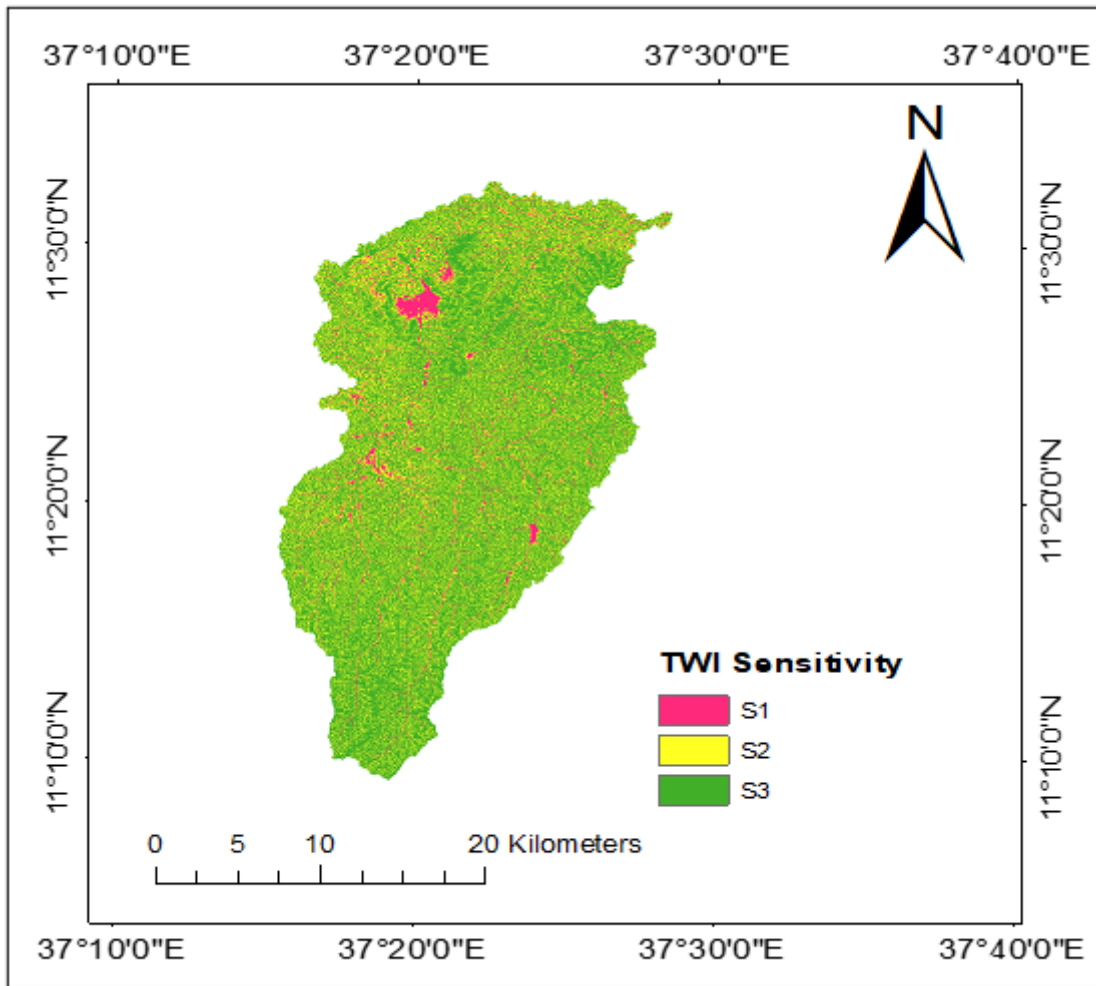 37°10'0"E 37°20'0"E 37°30'0"E 37°40'0"E
N
11°30'0"N 11°30'0"N
11°20'0"N 11°20'0"N
TWI Sensitivity
S1
S2
S3
11°10'0"N 11°10'0"N
0 5 10 20 Kilometers
37°10'0"E 37°20'0"E 37°30'0"E 37°40'0"E